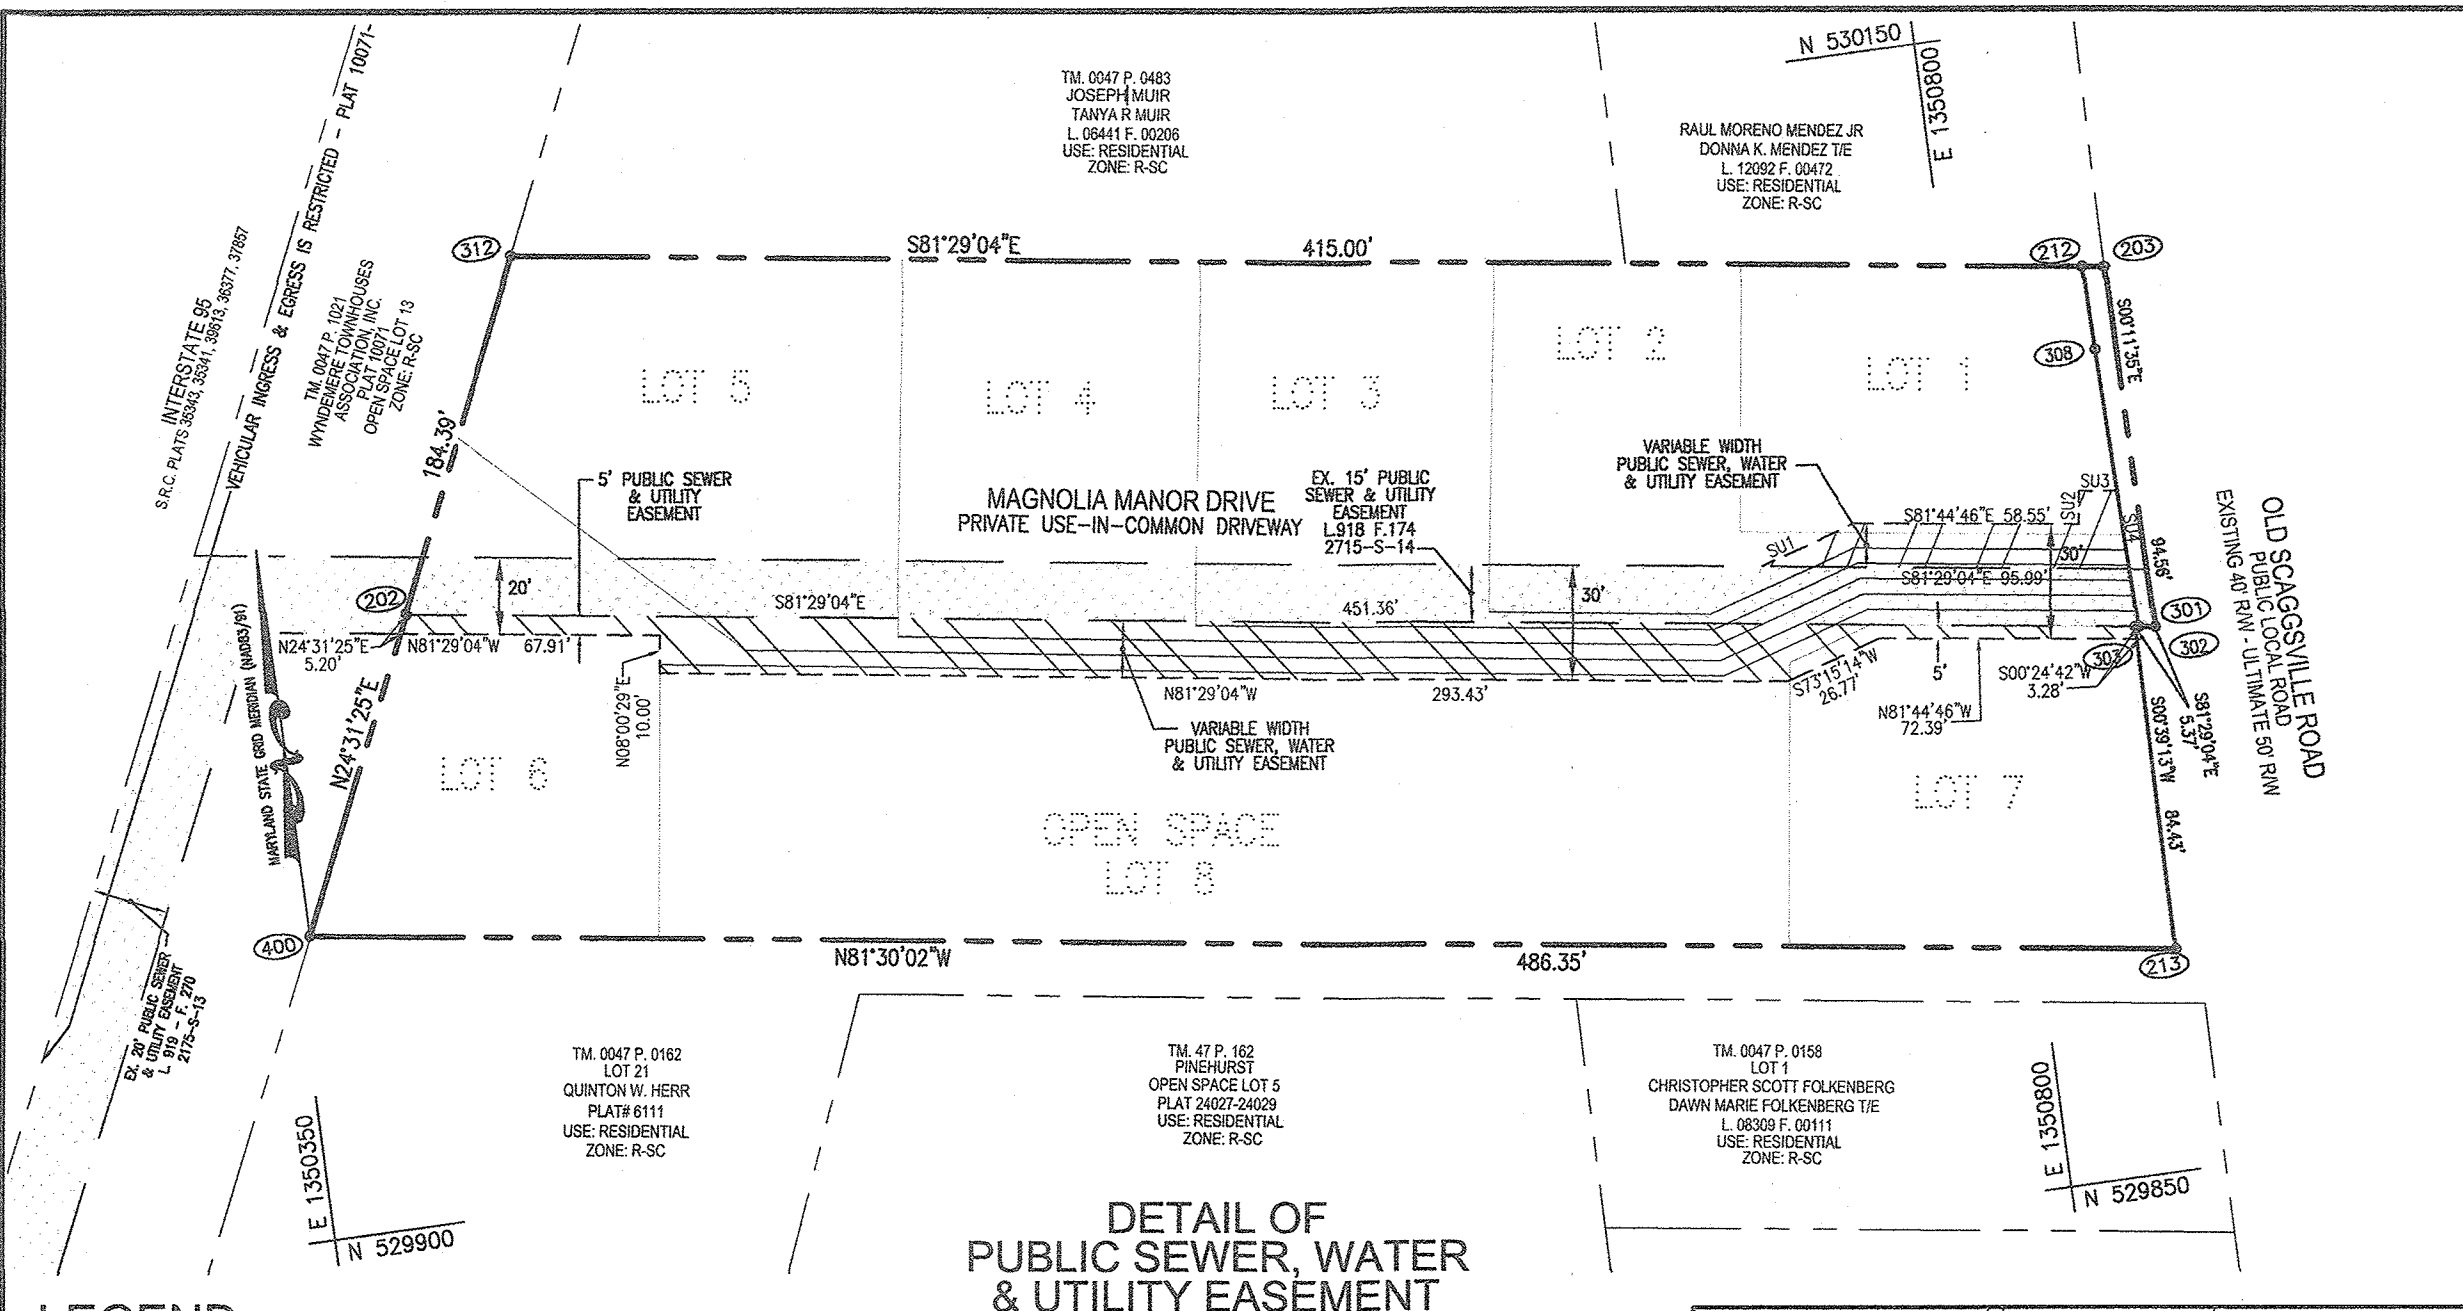 N 530150
E 1350800
TM. 0047 P. 0483
JOSEPH MUIR
TANYA R MUIR
L. 06441 F. 00206
USE: RESIDENTIAL
ZONE: R-SC
RAUL MORENO MENDEZ JR
DONNA K. MENDEZ T/E
L. 12092 F. 00472
USE: RESIDENTIAL
ZONE: R-SC
VEHICULAR INGRESS & EGRESS IS RESTRICTED - PLAT 10071-
INTERSTATE 95
S.R.C. PLATS 35343, 35341, 39613, 36377, 37857
TM. 0047 P. 1021
WYNDEMERE TOWNHOUSES
ASSOCIATION, INC.
PLAT 10071
OPEN SPACE LOT 13
ZONE: R-SC
312
S81°29'04"E
415.00'
212
203
S00°11'35"E
308
LOT 5
LOT 4
LOT 3
LOT 2
LOT 1
184.39'
5' PUBLIC SEWER
& UTILITY
EASEMENT
MAGNOLIA MANOR DRIVE
PRIVATE USE-IN-COMMON DRIVEWAY
EX. 15' PUBLIC
SEWER & UTILITY
EASEMENT
L.918 F.174
2715-S-14
VARIABLE WIDTH
PUBLIC SEWER, WATER
& UTILITY EASEMENT
SU1
S81°44'46"E 58.55'
SU2
SU3
SU4
30'
S81°29'04"E 95.99'
94.56'
OLD SCAGGSVILLE ROAD
PUBLIC LOCAL ROAD
EXISTING 40' R/W - ULTIMATE 50' R/W
202
20'
S81°29'04"E
451.36'
30'
301
302
303
N24°31'25"E
5.20'
N81°29'04"W
67.91'
N08°00'29"E
10.00'
N81°29'04"W
293.43'
S73°15'14"W
26.77'
5'
N81°44'46"W
72.39'
S00°24'42"W
3.28'
S81°29'04"E
5.37'
S00°39'13"W
84.43'
VARIABLE WIDTH
PUBLIC SEWER, WATER
& UTILITY EASEMENT
MARYLAND STATE GRID MERIDIAN (NAD83/91)
N24°31'25"E
LOT 6
OPEN SPACE
LOT 8
LOT 7
400
N81°30'02"W
486.35'
213
EX. 20' PUBLIC SEWER
& UTILITY EASEMENT
L. 919 - F. 270
2175-S-13
TM. 0047 P. 0162
LOT 21
QUINTON W. HERR
PLAT# 6111
USE: RESIDENTIAL
ZONE: R-SC
TM. 47 P. 162
PINEHURST
OPEN SPACE LOT 5
PLAT 24027-24029
USE: RESIDENTIAL
ZONE: R-SC
TM. 0047 P. 0158
LOT 1
CHRISTOPHER SCOTT FOLKENBERG
DAWN MARIE FOLKENBERG T/E
L. 08309 F. 00111
USE: RESIDENTIAL
ZONE: R-SC
E 1350350
N 529900
E 1350800
N 529850
DETAIL OF
PUBLIC SEWER, WATER
& UTILITY EASEMENT
LEGEND